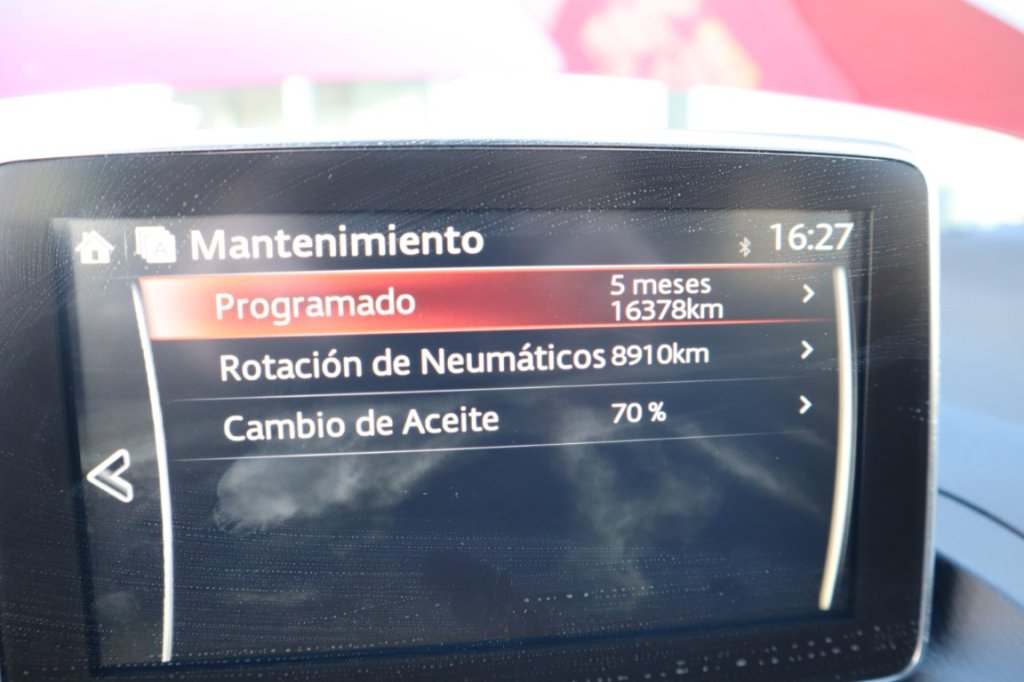 Mantenimiento 16:27
Programado 5 meses
16378km
Rotación de Neumáticos 8910km
Cambio de Aceite 70 %